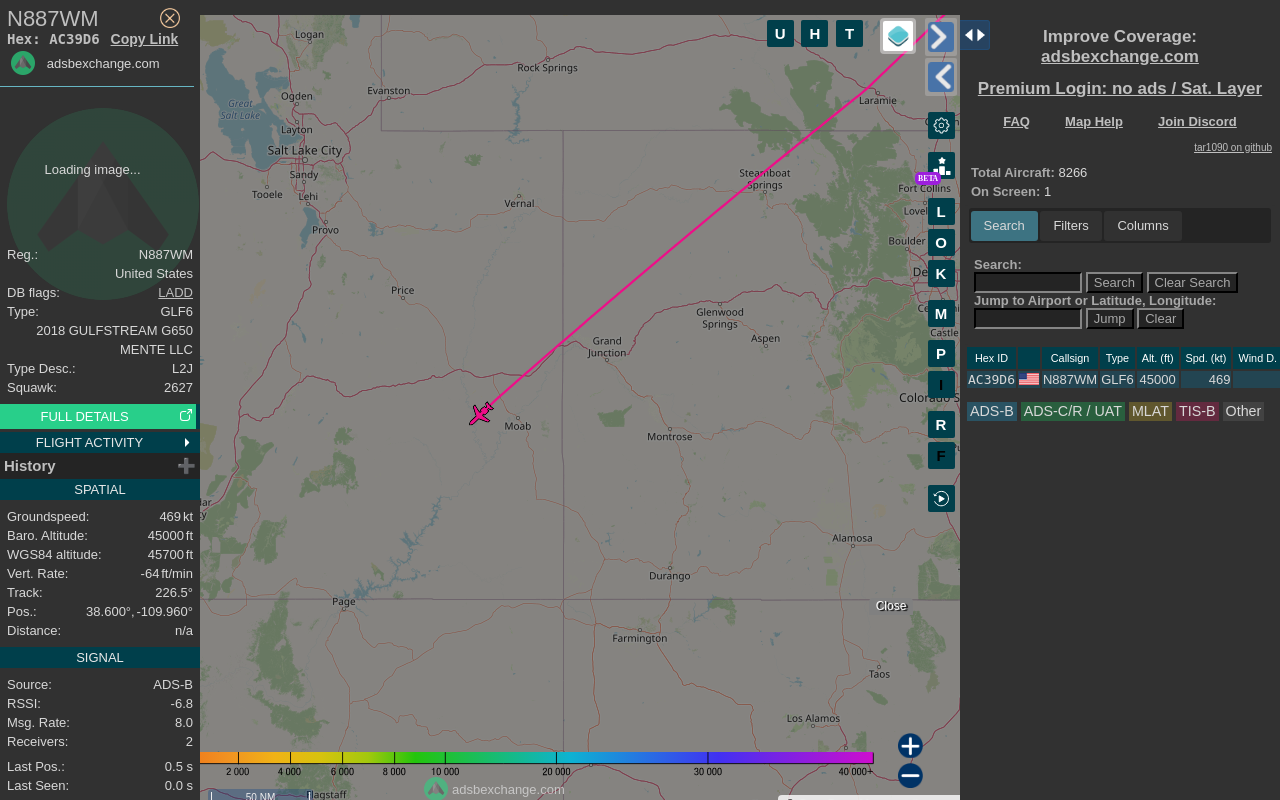 N887WM
Hex: AC39D6 Copy Link
adsbexchange.com
Loading image...
Reg.: N887WM
United States
DB flags: LADD
Type: GLF6
2018 GULFSTREAM G650
MENTE LLC
Type Desc.: L2J
Squawk: 2627
FULL DETAILS
FLIGHT ACTIVITY
History
SPATIAL
Groundspeed: 469 kt
Baro. Altitude: 45000 ft
WGS84 altitude: 45700 ft
Vert. Rate: -64 ft/min
Track: 226.5°
Pos.: 38.600°, -109.960°
Distance: n/a
SIGNAL
Source: ADS-B
RSSI: -6.8
Msg. Rate: 8.0
Receivers: 2
Last Pos.: 0.5 s
Last Seen: 0.0 s
Logan
Rock Springs
Evanston
Laramie
Ogden
Great
Salt Lake
Layton
Salt Lake City
Sandy
Tooele
Lehi
Vernal
Steamboat
Springs
Fort Collins
Provo
Boulder
Price
Glenwood
Springs
Aspen
Grand
Junction
Castle
Moab
Montrose
Alamosa
Durango
Page
Farmington
Taos
Los Alamos
Close
U H T
BETA
L
O
K
M
P
I
R
F
2 000 4 000 6 000 8 000 10 000 20 000 30 000 40 000+
adsbexchange.com
50 NM
Improve Coverage:
adsbexchange.com
Premium Login: no ads / Sat. Layer
FAQ Map Help Join Discord
tar1090 on github
Total Aircraft: 8266
On Screen: 1
Search Filters Columns
Search:
Search Clear Search
Jump to Airport or Latitude, Longitude:
Jump Clear
Hex ID Callsign Type Alt. (ft) Spd. (kt) Wind D.
AC39D6 N887WM GLF6 45000 469
ADS-B ADS-C/R / UAT MLAT TIS-B Other